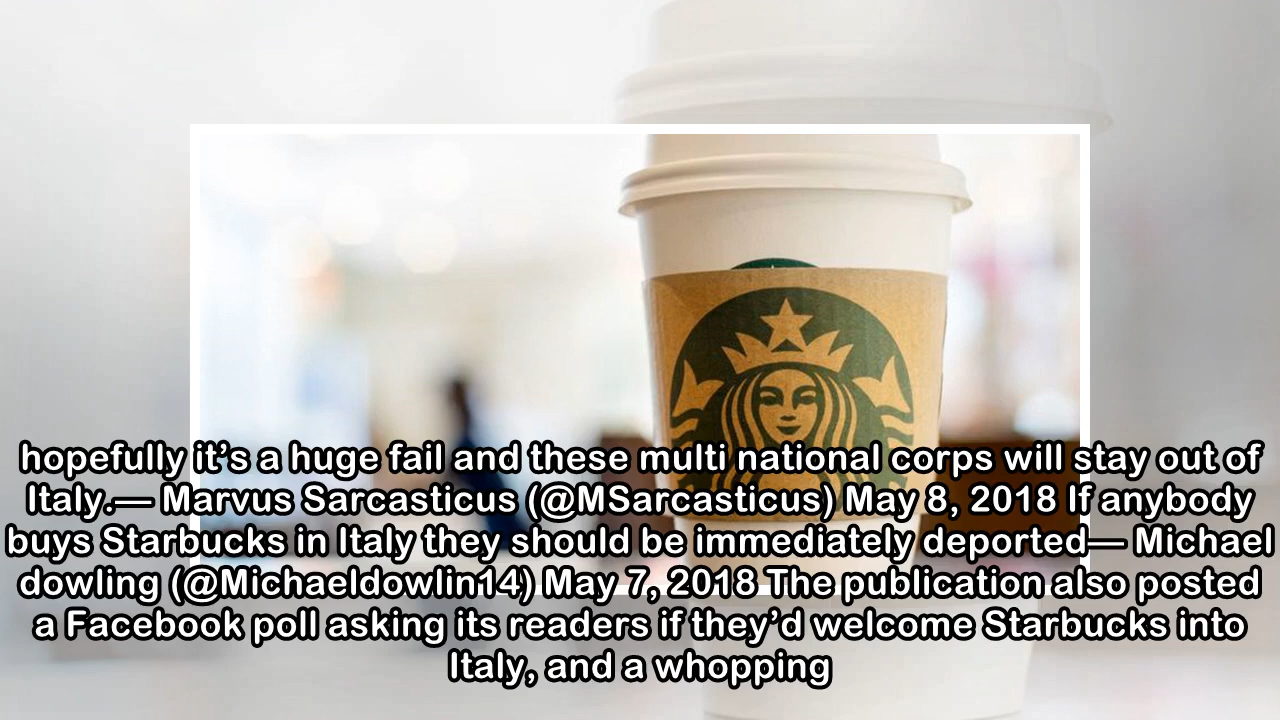 hopefully it’s a huge fail and these multi national corps will stay out of
Italy.— Marvus Sarcasticus (@MSarcasticus) May 8, 2018 If anybody
buys Starbucks in Italy they should be immediately deported— Michael
dowling (@Michaeldowlin14) May 7, 2018 The publication also posted
a Facebook poll asking its readers if they’d welcome Starbucks into
Italy, and a whopping